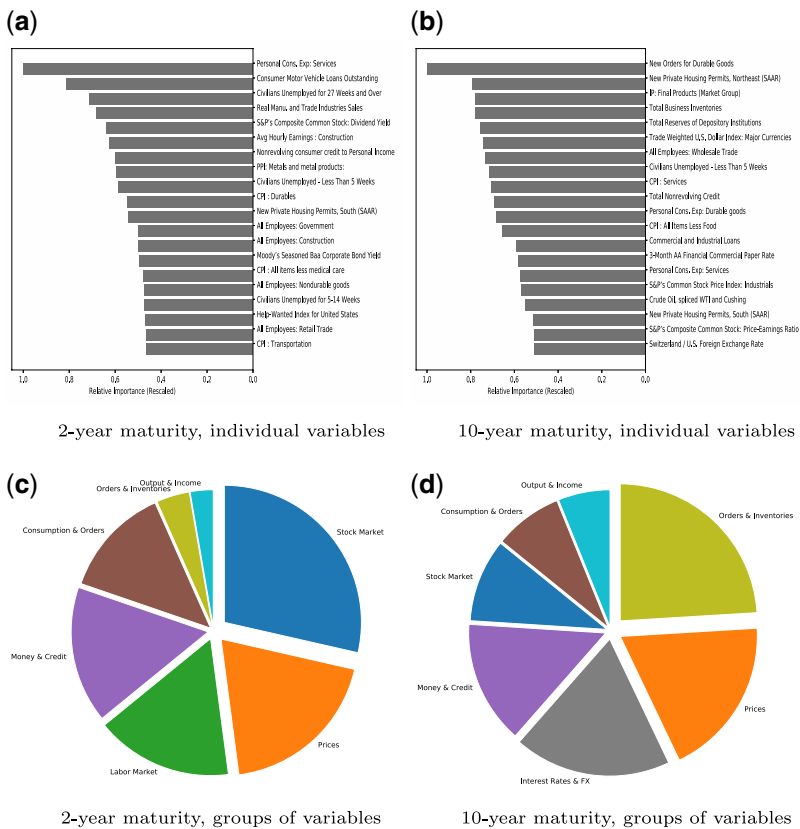 (a)
Personal Cons. Exp: Services
Consumer Motor Vehicle Loans Outstanding
Civilians Unemployed for 27 Weeks and Over
Real Manu. and Trade Industries Sales
S&P's Composite Common Stock: Dividend Yield
Avg Hourly Earnings : Construction
Nonrevolving consumer credit to Personal Income
PPI: Metals and metal products:
Civilians Unemployed - Less Than 5 Weeks
CPI : Durables
New Private Housing Permits, South (SAAR)
All Employees: Government
All Employees: Construction
Moody's Seasoned Baa Corporate Bond Yield
CPI : All items less medical care
All Employees: Nondurable goods
Civilians Unemployed for 5-14 Weeks
Help-Wanted Index for United States
All Employees: Retail Trade
CPI : Transportation
1.0 0.8 0.6 0.4 0.2 0.0
Relative Importance (Rescaled)
2-year maturity, individual variables
(b)
New Orders for Durable Goods
New Private Housing Permits, Northeast (SAAR)
IP: Final Products (Market Group)
Total Business Inventories
Total Reserves of Depository Institutions
Trade Weighted U.S. Dollar Index: Major Currencies
All Employees: Wholesale Trade
Civilians Unemployed - Less Than 5 Weeks
CPI : Services
Total Nonrevolving Credit
Personal Cons. Exp: Durable goods
CPI : All Items Less Food
Commercial and Industrial Loans
3-Month AA Financial Commercial Paper Rate
Personal Cons. Exp: Services
S&P's Common Stock Price Index: Industrials
Crude Oil, spliced WTI and Cushing
New Private Housing Permits, South (SAAR)
S&P's Composite Common Stock: Price-Earnings Ratio
Switzerland / U.S. Foreign Exchange Rate
1.0 0.8 0.6 0.4 0.2 0.0
Relative Importance (Rescaled)
10-year maturity, individual variables
(c)
Output & Income
Orders & Inventories
Stock Market
Consumption & Orders
Money & Credit
Prices
Labor Market
2-year maturity, groups of variables
(d)
Output & Income
Orders & Inventories
Consumption & Orders
Stock Market
Money & Credit
Prices
Interest Rates & FX
10-year maturity, groups of variables